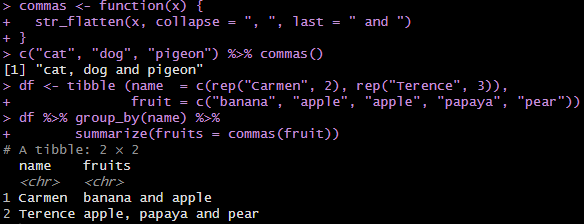 > commas <- function(x) {
+   str_flatten(x, collapse = ", ", last = " and ")
+ }
> c("cat", "dog", "pigeon") %>% commas()
[1] "cat, dog and pigeon"
> df <- tibble (name  = c(rep("Carmen", 2), rep("Terence", 3)),
+               fruit = c("banana", "apple", "apple", "papaya", "pear"))
> df %>% group_by(name) %>%
+       summarize(fruits = commas(fruit))
# A tibble: 2 × 2
  name    fruits
  <chr>   <chr>
1 Carmen  banana and apple
2 Terence apple, papaya and pear